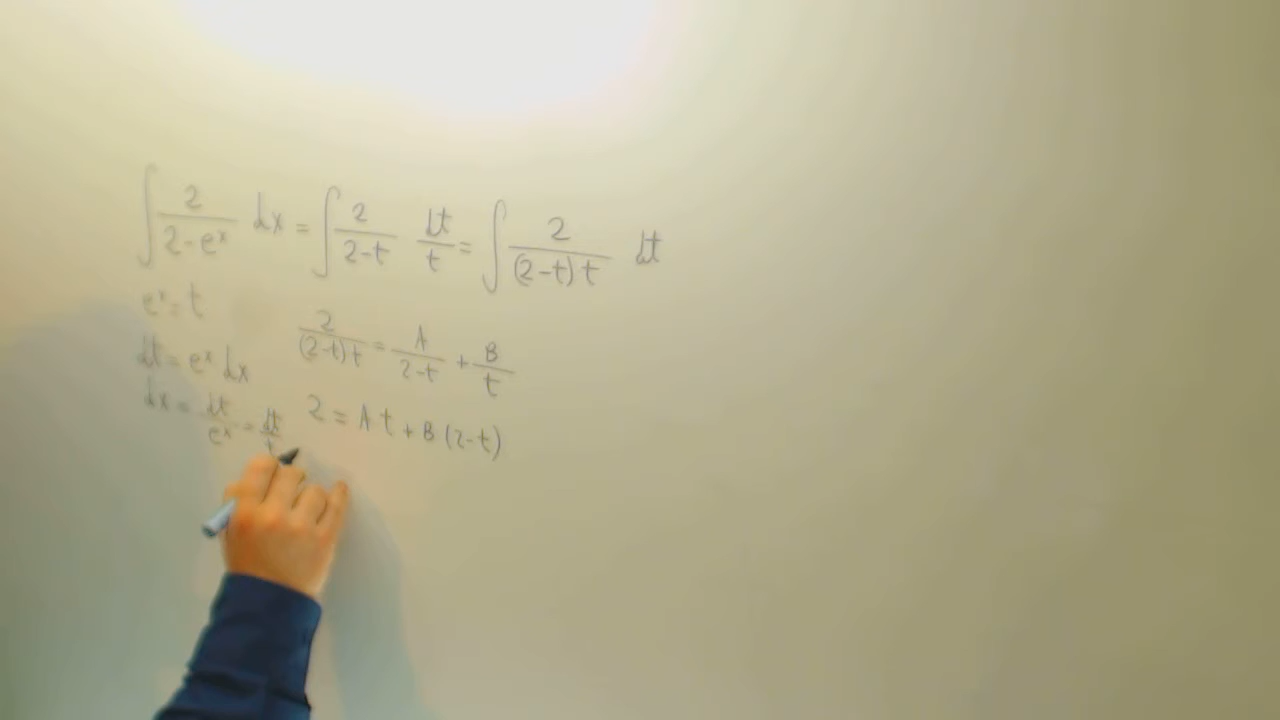 ∫ 2/(2-eˣ) dx = ∫ 2/(2-t) dt/t = ∫ 2/((2-t)t) dt
eˣ = t
dt = eˣ dx
dx = dt/eˣ = dt/t
2/((2-t)t) = A/(2-t) + B/t
2 = At + B(2-t)